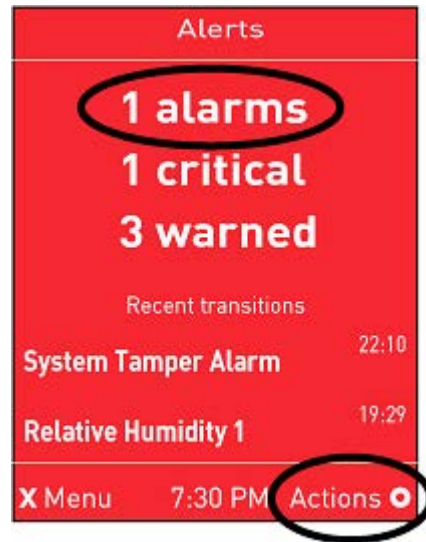 Alerts
1 alarms
1 critical
3 warned
Recent transitions
System Tamper Alarm 22:10
Relative Humidity 1 19:29
X Menu 7:30 PM Actions O